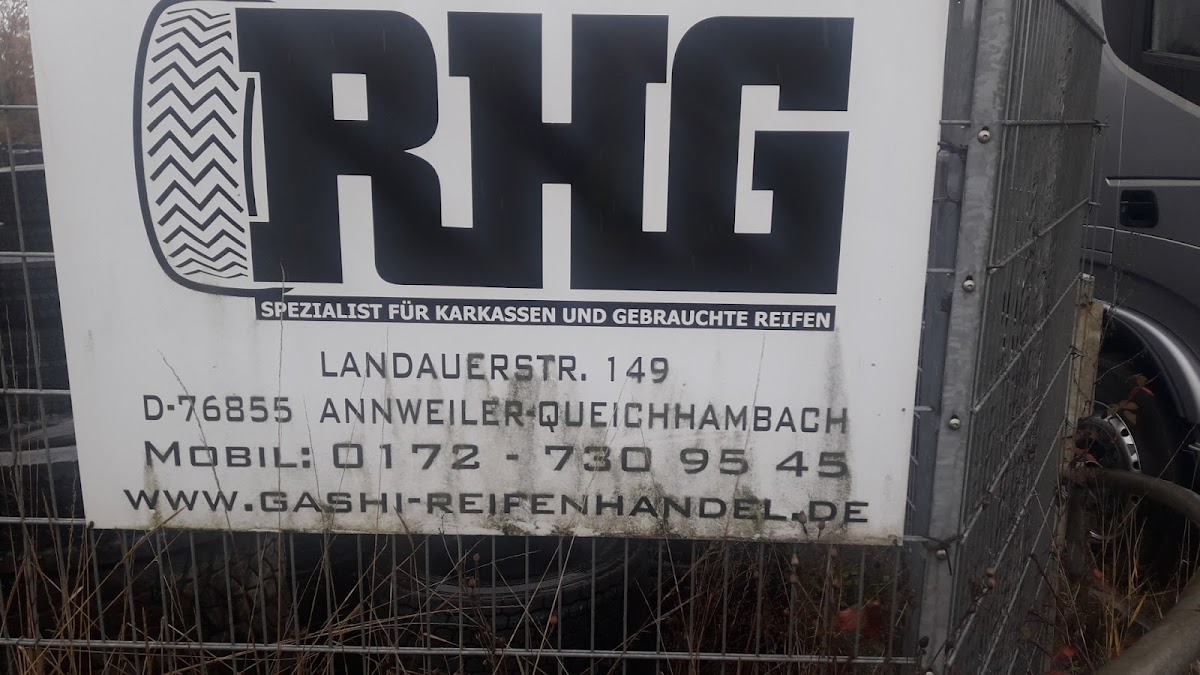 RHG
SPEZIALIST FÜR KARKASSEN UND GEBRAUCHTE REIFEN
LANDAUERSTR. 149
D-76855 ANNWEILER-QUEICHHAMBACH
MOBIL: 0172 - 730 95 45
WWW.GASHI-REIFENHANDEL.DE